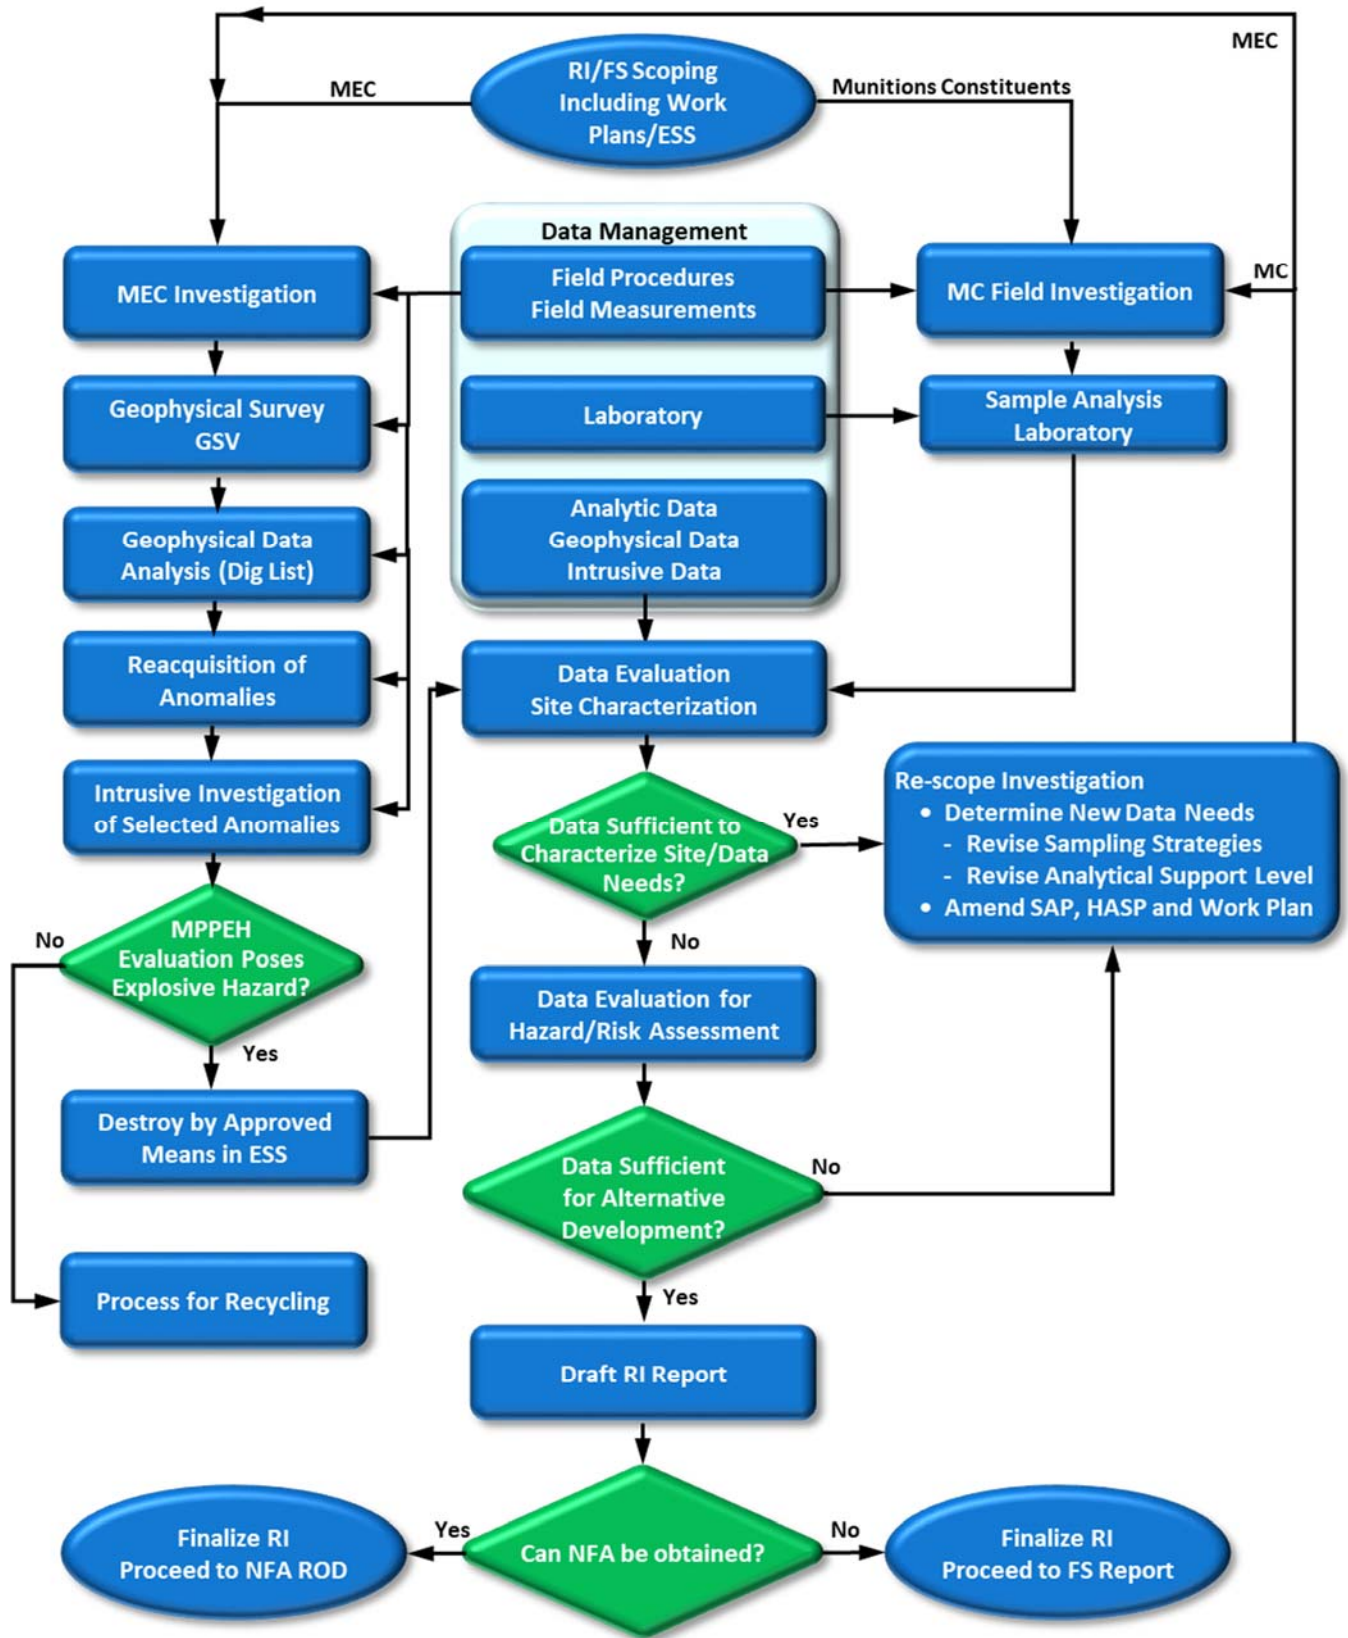 MEC
RI/FS Scoping
Including Work
Plans/ESS
MEC
Munitions Constituents
Data Management
MEC Investigation
Field Procedures
Field Measurements
MC Field Investigation
MC
Geophysical Survey
GSV
Laboratory
Sample Analysis
Laboratory
Geophysical Data
Analysis (Dig List)
Analytic Data
Geophysical Data
Intrusive Data
Reacquisition of
Anomalies
Data Evaluation
Site Characterization
Intrusive Investigation
of Selected Anomalies
Data Sufficient to
Characterize Site/Data
Needs?
Yes
Re-scope Investigation
• Determine New Data Needs
- Revise Sampling Strategies
- Revise Analytical Support Level
• Amend SAP, HASP and Work Plan
No
No
MPPEH
Evaluation Poses
Explosive Hazard?
Yes
Data Evaluation for
Hazard/Risk Assessment
Destroy by Approved
Means in ESS
Data Sufficient
for Alternative
Development?
No
Yes
Process for Recycling
Draft RI Report
Can NFA be obtained?
Yes
No
Finalize RI
Proceed to NFA ROD
Finalize RI
Proceed to FS Report